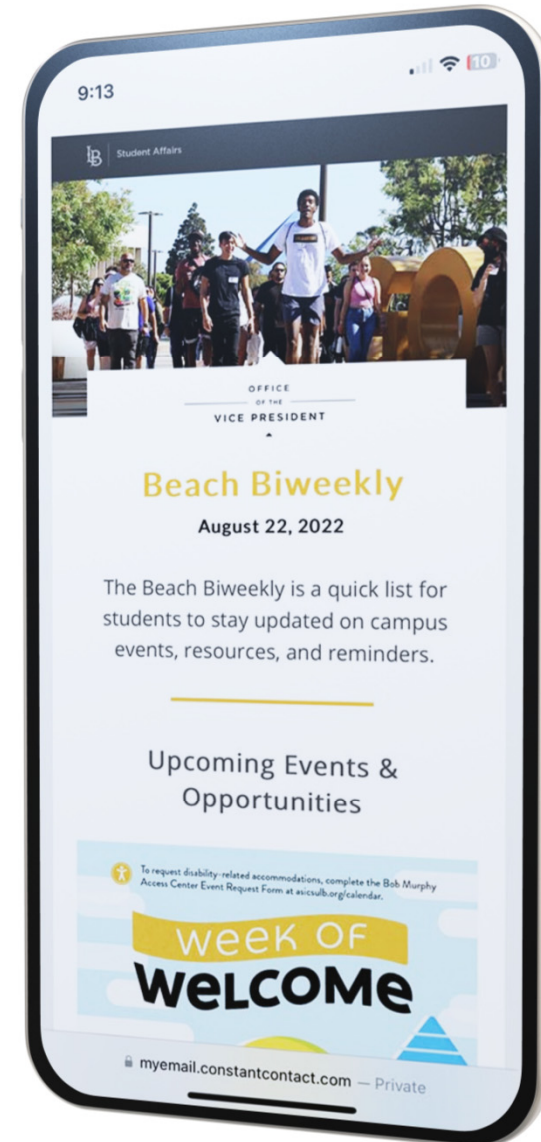 9:13
10
LB Student Affairs
OFFICE
OF THE
VICE PRESIDENT
Beach Biweekly
August 22, 2022
The Beach Biweekly is a quick list for
students to stay updated on campus
events, resources, and reminders.
Upcoming Events &
Opportunities
To request disability-related accommodations, complete the Bob Murphy
Access Center Event Request Form at asicsulb.org/calendar.
WEEK OF
WELCOME
myemail.constantcontact.com — Private